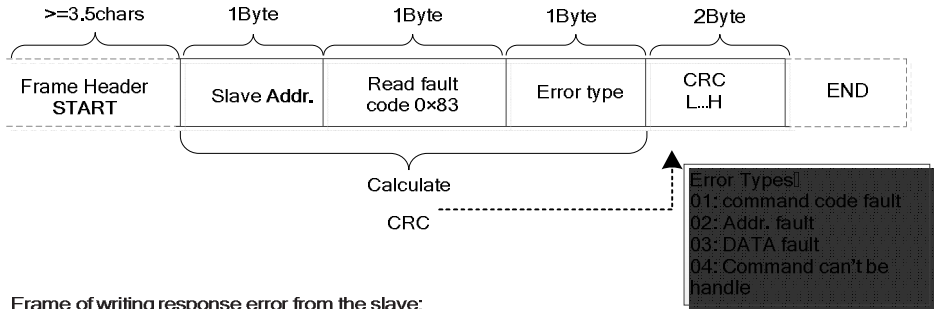 >=3.5chars 1Byte 1Byte 1Byte 2Byte
Frame Header
START
Slave Addr.
Read fault
code 0×83
Error type
CRC
L...H
END
Calculate
CRC
Error Types
01: command code fault
02: Addr. fault
03: DATA fault
04: Command can't be
handle
Frame of writing response error from the slave: